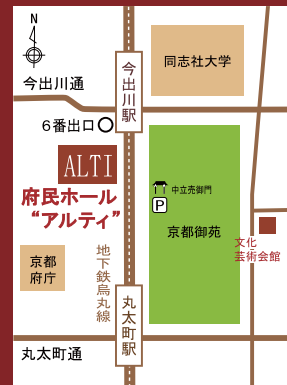 N
同志社大学
今出川通
今出川駅
6番出口
ALTI
府民ホール
“アルティ”
中立売御門
P
京都御苑
文化
芸術会館
京都
府庁
地下鉄烏丸線
丸太町駅
丸太町通